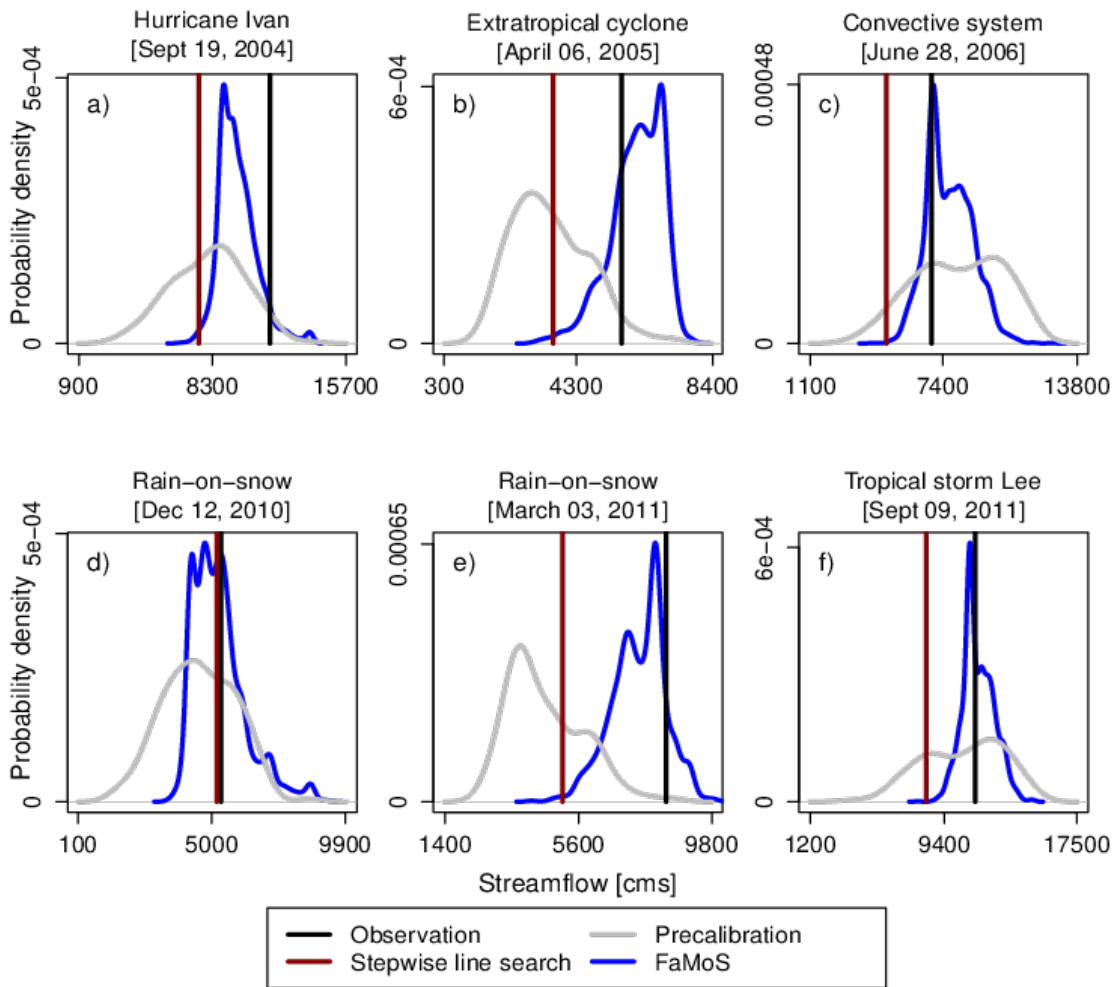 Hurricane Ivan
[Sept 19, 2004]
Extratropical cyclone
[April 06, 2005]
Convective system
[June 28, 2006]
Probability density
0
5e−04
a)
900
8300
15700
0
6e−04
b)
300
4300
8400
0
0.00048
c)
1100
7400
13800
Rain−on−snow
[Dec 12, 2010]
Rain−on−snow
[March 03, 2011]
Tropical storm Lee
[Sept 09, 2011]
Probability density
0
5e−04
d)
100
5000
9900
0
0.00065
e)
1400
5600
9800
0
6e−04
f)
1200
9400
17500
Streamflow [cms]
Observation
Precalibration
Stepwise line search
FaMoS